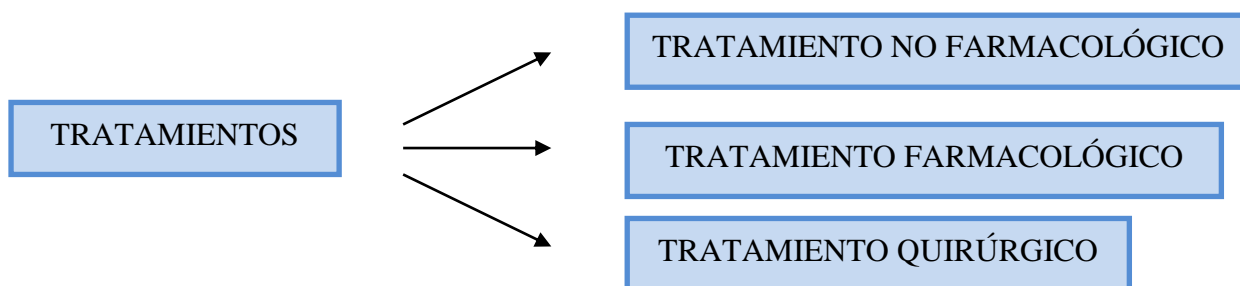 TRATAMIENTO NO FARMACOLÓGICO
TRATAMIENTOS
TRATAMIENTO FARMACOLÓGICO
TRATAMIENTO QUIRÚRGICO